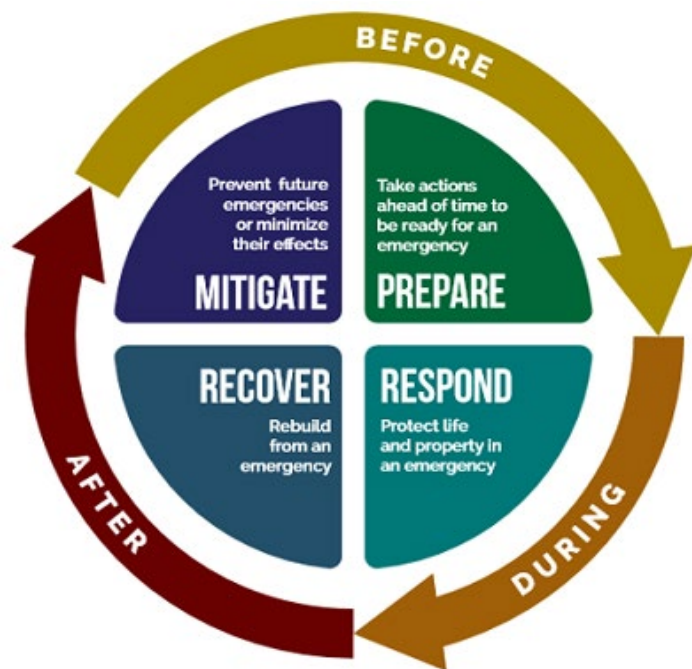 BEFORE
Prevent future
emergencies
or minimize
their effects
MITIGATE
Take actions
ahead of time to
be ready for an
emergency
PREPARE
RECOVER
Rebuild
from an
emergency
RESPOND
Protect life
and property in
an emergency
AFTER
DURING